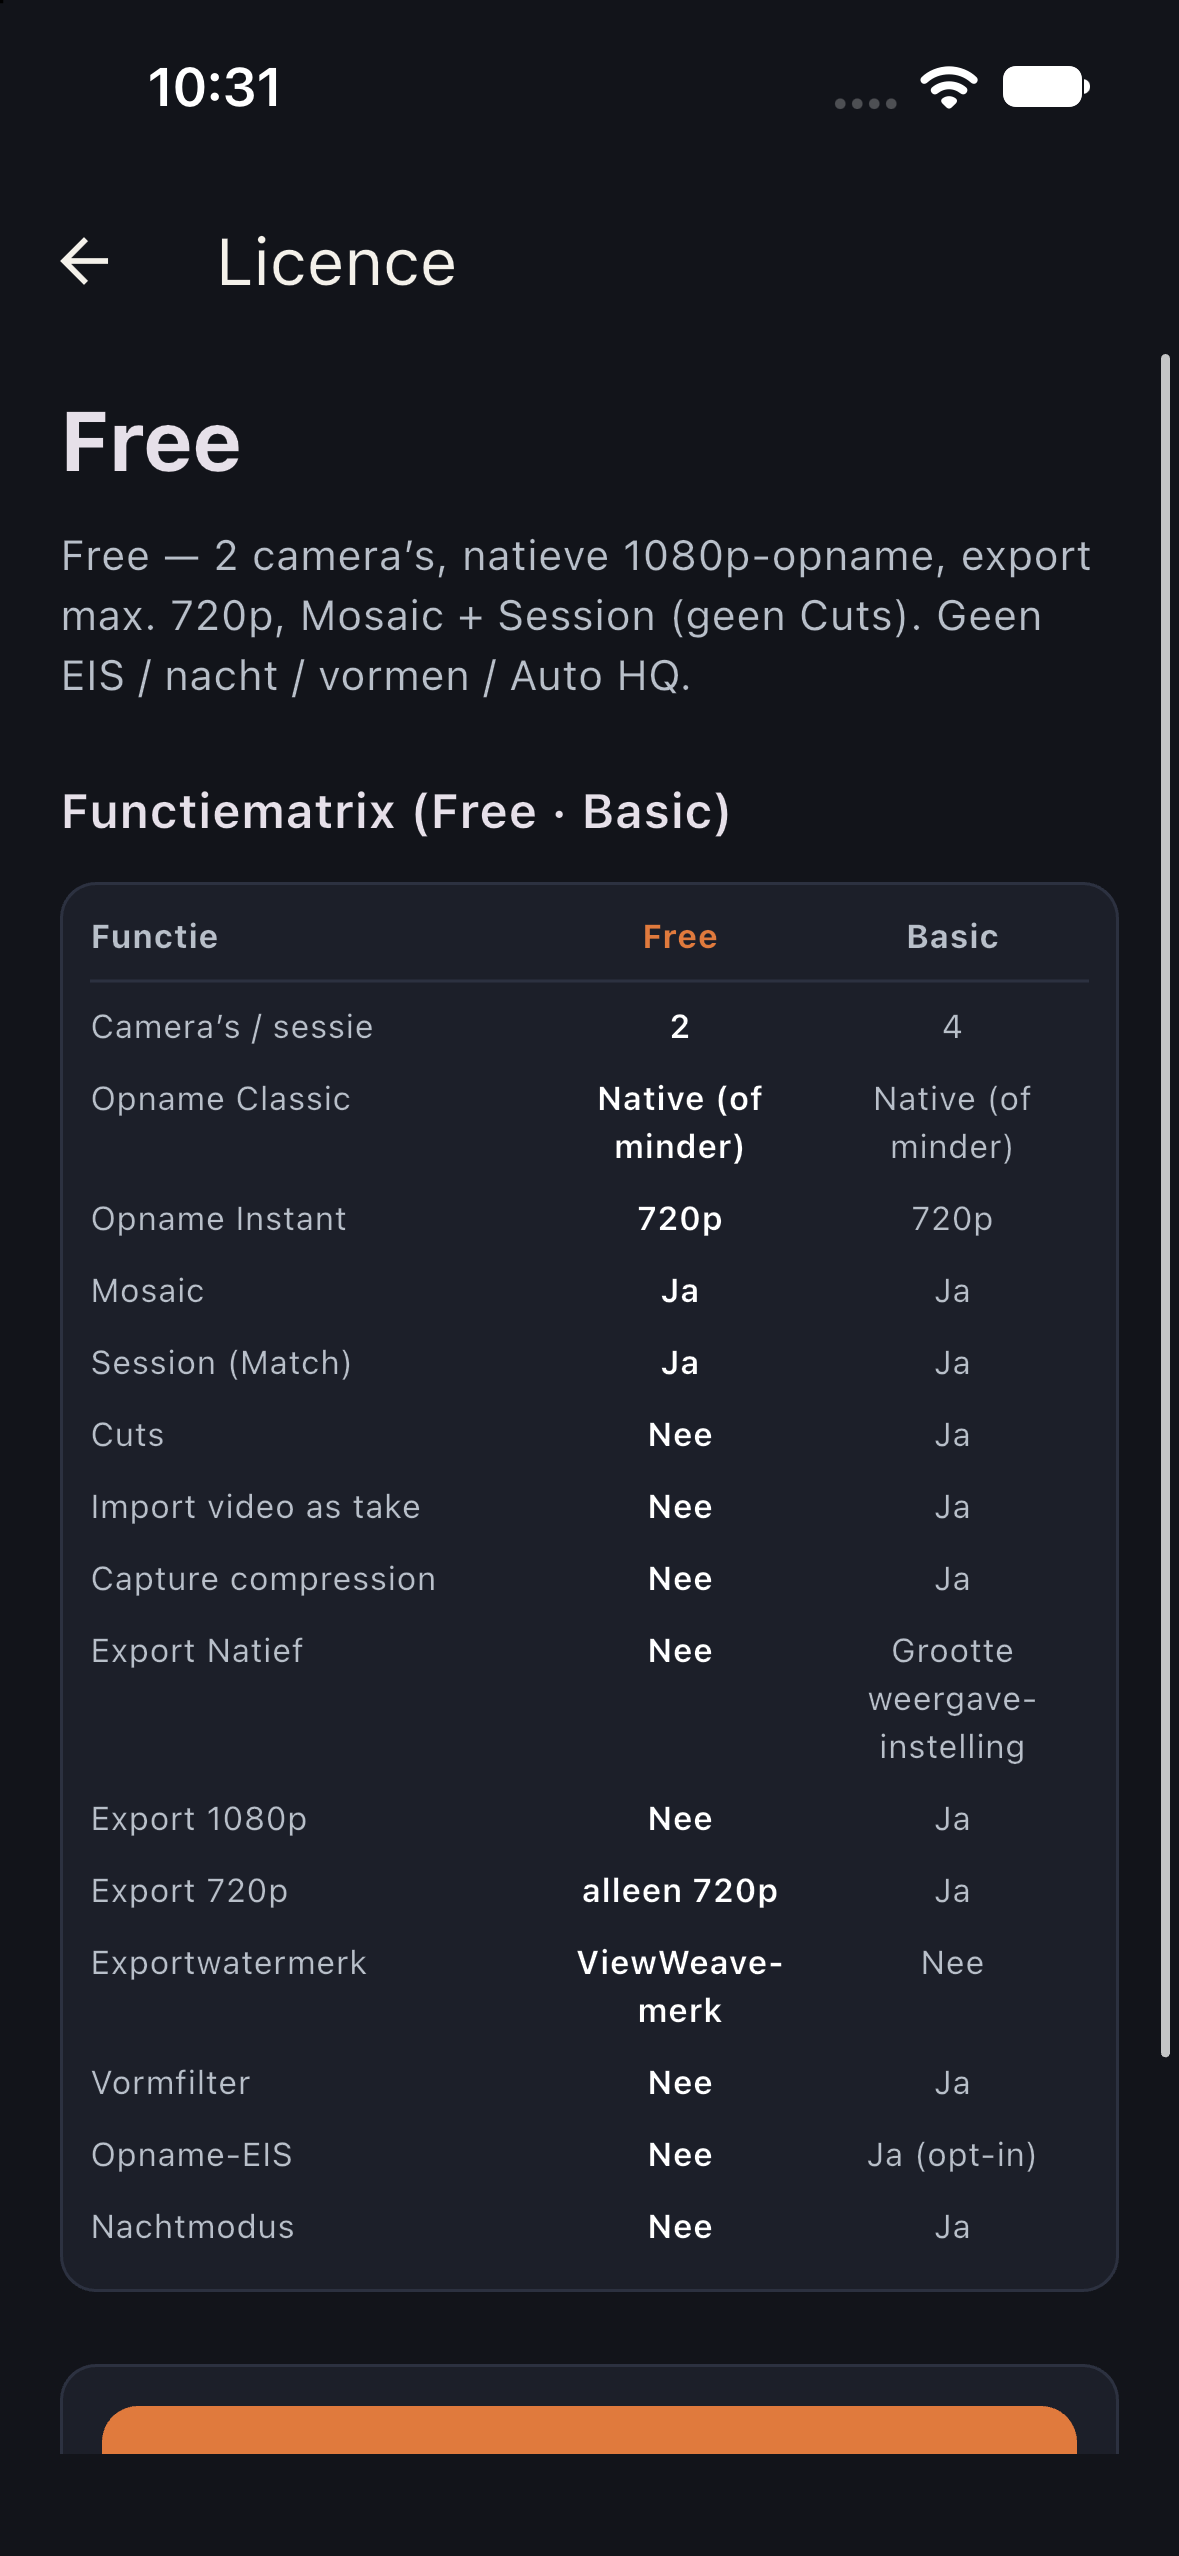 10:31
Licence
Free
Free — 2 camera’s, natieve 1080p-opname, export
max. 720p, Mosaic + Session (geen Cuts). Geen
EIS / nacht / vormen / Auto HQ.
Functiematrix (Free · Basic)
Functie Free Basic
Camera’s / sessie 2 4
Opname Classic Native (of Native (of
minder) minder)
Opname Instant 720p 720p
Mosaic Ja Ja
Session (Match) Ja Ja
Cuts Nee Ja
Import video as take Nee Ja
Capture compression Nee Ja
Export Natief Nee Grootte
weergave-
instelling
Export 1080p Nee Ja
Export 720p alleen 720p Ja
Exportwatermerk ViewWeave- Nee
merk
Vormfilter Nee Ja
Opname-EIS Nee Ja (opt-in)
Nachtmodus Nee Ja